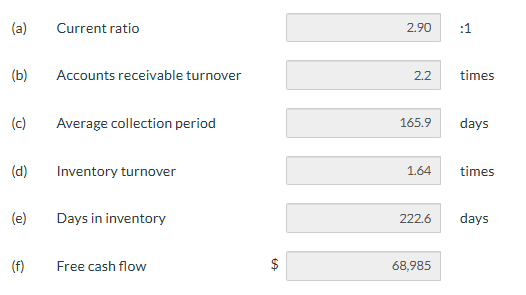 (a) Current ratio 2.90 :1
(b) Accounts receivable turnover 2.2 times
(c) Average collection period 165.9 days
(d) Inventory turnover 1.64 times
(e) Days in inventory 222.6 days
(f) Free cash flow $ 68,985